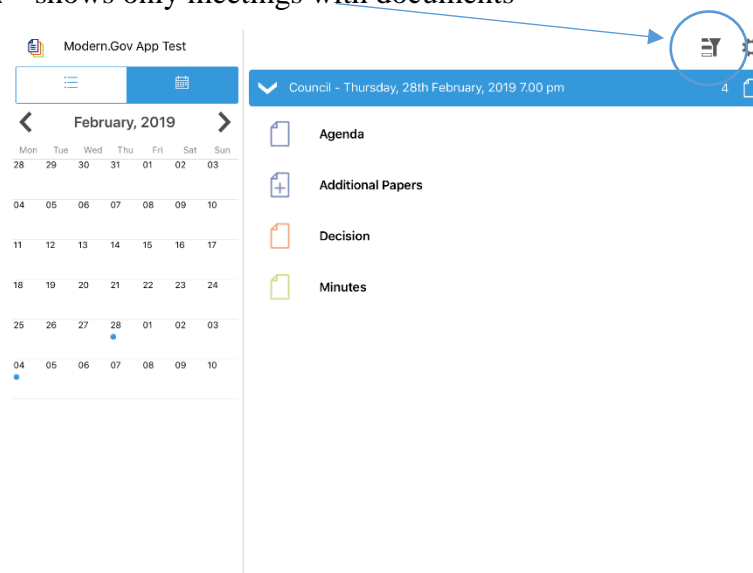 shows only meetings with documents
Modern.Gov App Test
February, 2019
Mon Tue Wed Thu Fri Sat Sun
28 29 30 31 01 02 03
04 05 06 07 08 09 10
11 12 13 14 15 16 17
18 19 20 21 22 23 24
25 26 27 28 01 02 03
04 05 06 07 08 09 10
Council - Thursday, 28th February, 2019 7.00 pm 4
Agenda
Additional Papers
Decision
Minutes